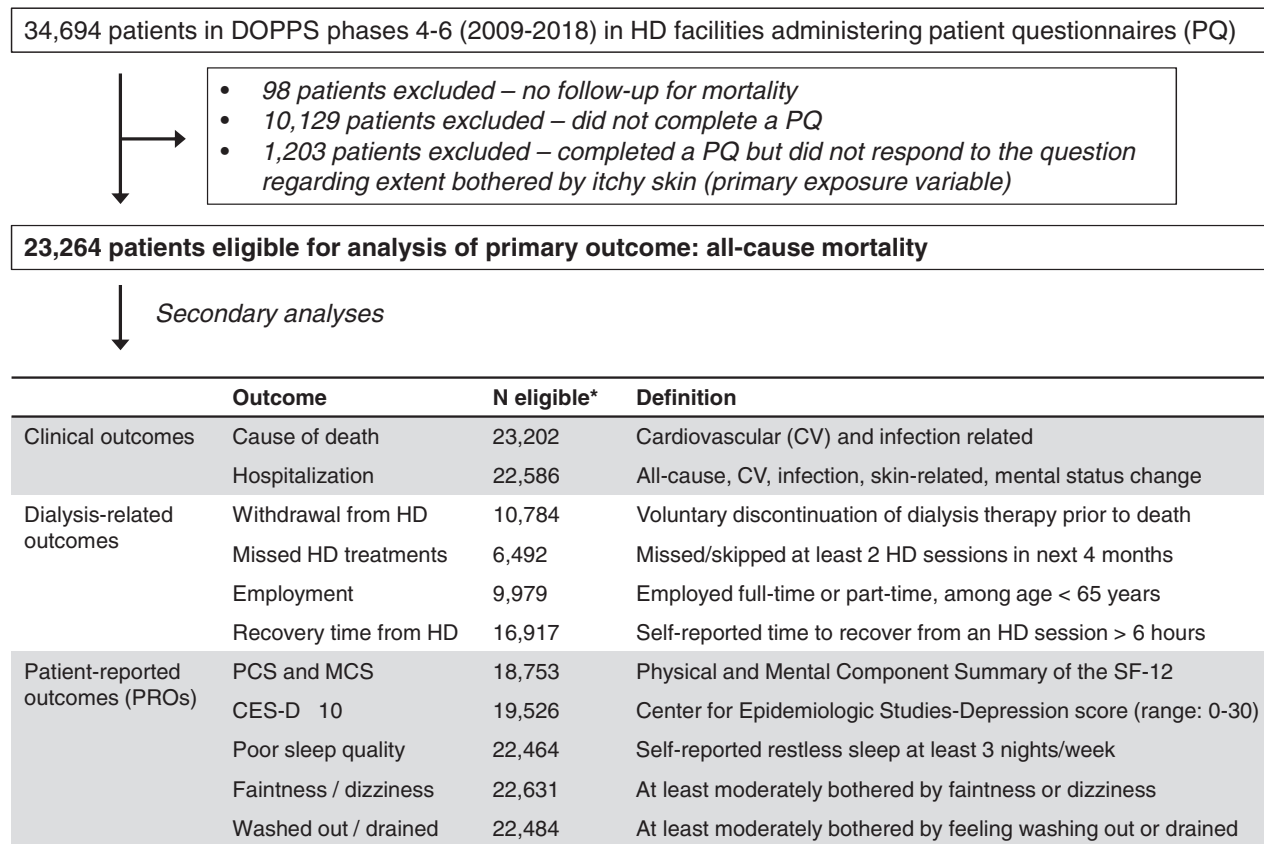 34,694 patients in DOPPS phases 4-6 (2009-2018) in HD facilities administering patient questionnaires (PQ)
• 98 patients excluded – no follow-up for mortality
• 10,129 patients excluded – did not complete a PQ
• 1,203 patients excluded – completed a PQ but did not respond to the question
regarding extent bothered by itchy skin (primary exposure variable)
23,264 patients eligible for analysis of primary outcome: all-cause mortality
Secondary analyses
Outcome N eligible* Definition
Clinical outcomes Cause of death 23,202 Cardiovascular (CV) and infection related
Hospitalization 22,586 All-cause, CV, infection, skin-related, mental status change
Dialysis-related Withdrawal from HD 10,784 Voluntary discontinuation of dialysis therapy prior to death
outcomes
Missed HD treatments 6,492 Missed/skipped at least 2 HD sessions in next 4 months
Employment 9,979 Employed full-time or part-time, among age < 65 years
Recovery time from HD 16,917 Self-reported time to recover from an HD session > 6 hours
Patient-reported PCS and MCS 18,753 Physical and Mental Component Summary of the SF-12
outcomes (PROs)
CES-D 10 19,526 Center for Epidemiologic Studies-Depression score (range: 0-30)
Poor sleep quality 22,464 Self-reported restless sleep at least 3 nights/week
Faintness / dizziness 22,631 At least moderately bothered by faintness or dizziness
Washed out / drained 22,484 At least moderately bothered by feeling washing out or drained